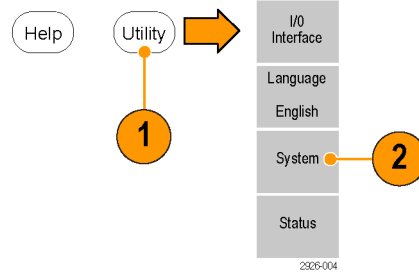 Help
Utility
I/0
Interface
Language
English
1
System
2
Status
2926-004